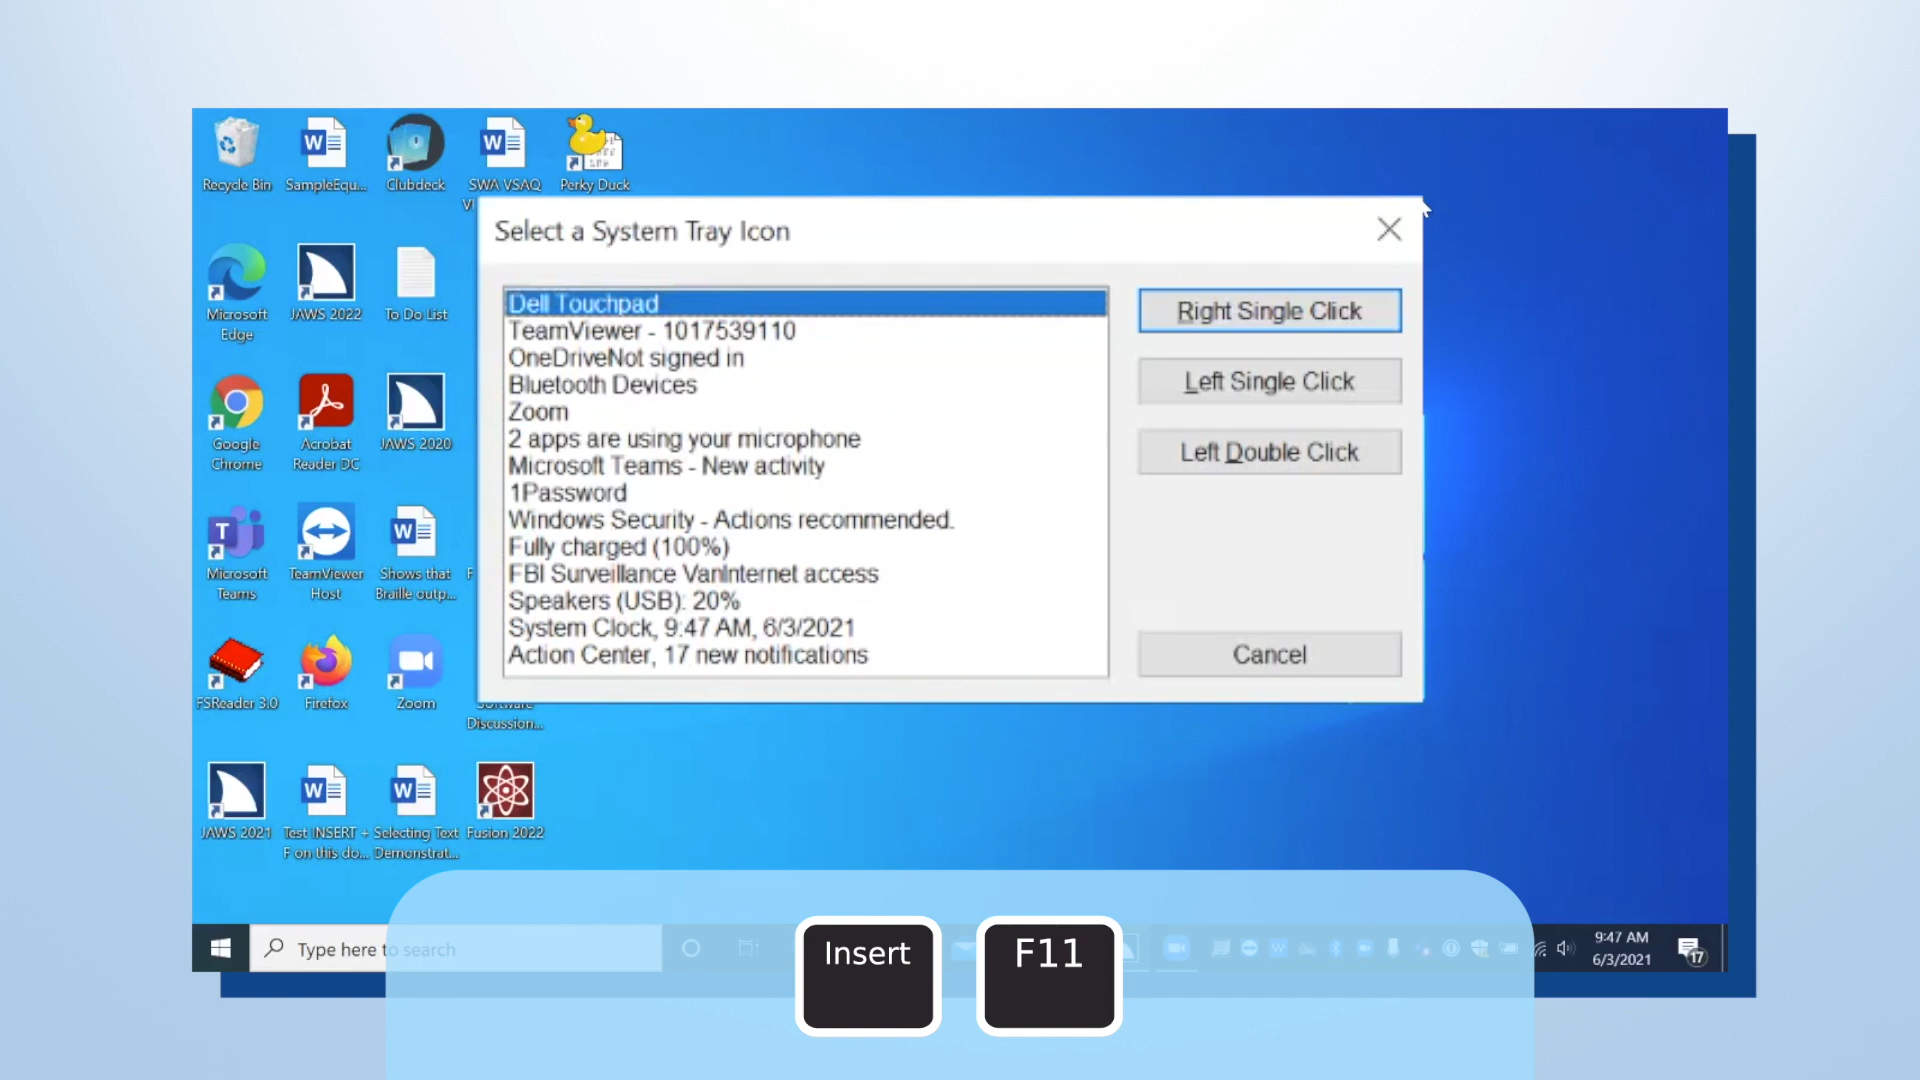 Recycle Bin
SampleEqu...
Clubdeck
SWA VSAQ
Perky Duck
Select a System Tray Icon
Dell Touchpad
TeamViewer - 1017539110
OneDriveNot signed in
Bluetooth Devices
Zoom
2 apps are using your microphone
Microsoft Teams - New activity
1Password
Windows Security - Actions recommended.
Fully charged (100%)
FBI Surveillance VanInternet access
Speakers (USB): 20%
System Clock, 9:47 AM, 6/3/2021
Action Center, 17 new notifications
Right Single Click
Left Single Click
Left Double Click
Cancel
Microsoft
Edge
JAWS 2022
To Do List
Google
Chrome
Acrobat
Reader DC
JAWS 2020
Microsoft
Teams
TeamViewer
Host
Shows that
Braille outp...
FSReader 3.0
Firefox
Zoom
Software
Discussion...
JAWS 2021
Test INSERT +
F on this do...
Selecting Text
Demonstrat...
Fusion 2022
Type here to search
Insert
F11
9:47 AM
6/3/2021
17